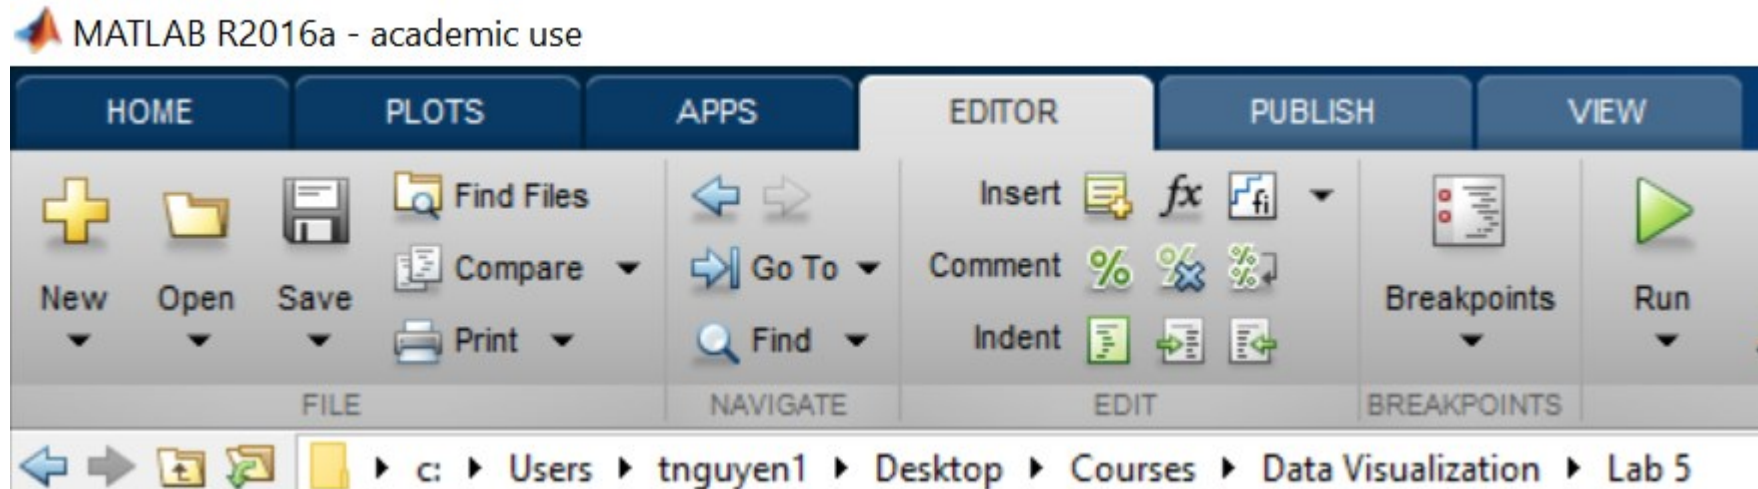 MATLAB R2016a - academic use
HOME PLOTS APPS EDITOR PUBLISH VIEW
Find Files Insert fx fi
New Open Save Compare Go To Comment % Breakpoints Run
Print Find Indent
FILE NAVIGATE EDIT BREAKPOINTS
c: Users tnguyen1 Desktop Courses Data Visualization Lab 5